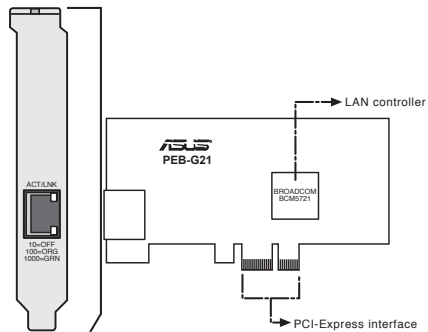 LAN controller
ASUS
PEB-G21
BROADCOM
BCM5721
ACT/LNK
10=OFF
100=ORG
1000=GRN
PCI-Express interface